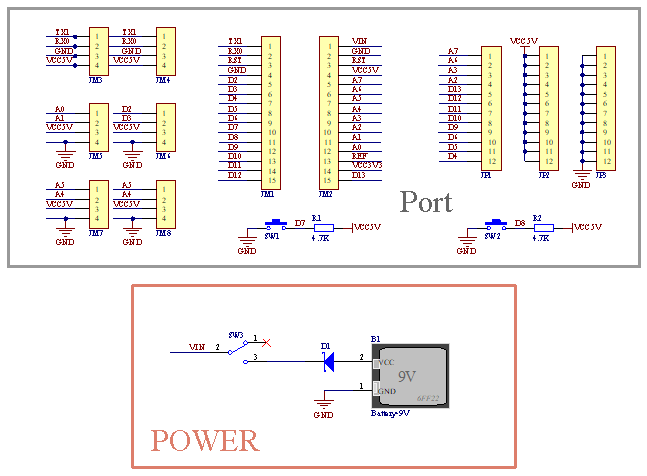 TX1 1 TX1 1
RX0 2 RX0 2
GND 3 GND 3
VCC5V 4 VCC5V 4
JM3 JM4
A0 1 D2 1
A1 2 D3 2
VCC5V 3 VCC5V 3
4 4
GND JM5 GND JM6
A5 1 A5 1
A4 2 A4 2
VCC5V 3 VCC5V 3
4 4
GND JM7 GND JM8
TX1 1
RX0 2
RST 3
GND 4
D2 5
D3 6
D4 7
D5 8
D6 9
D7 10
D8 11
D9 12
D10 13
D11 14
D12 15
JM1
1 VIN
2 GND
3 RST
4 VCC5V
5 A7
6 A6
7 A5
8 A4
9 A3
10 A2
11 A1
12 A0
13 REF
14 VCC3V3
15 D13
JM2
A7 1
A6 2
A3 3
A2 4
D13 5
D12 6
D11 7
D10 8
D9 9
D6 10
D5 11
D4 12
JP1
VCC5V
1
2
3
4
5
6
7
8
9
10
11
12
JP2
1
2
3
4
5
6
7
8
9
10
11
12
GND JP3
Port
D7 R1
VCC5V
SW1 4.7K
GND
D8 R2
VCC5V
SW2 4.7K
GND
SW3 1
VIN 2
3
D1
B1
2 VCC
9V
1 GND
6FF22
GND
Battery-9V
POWER